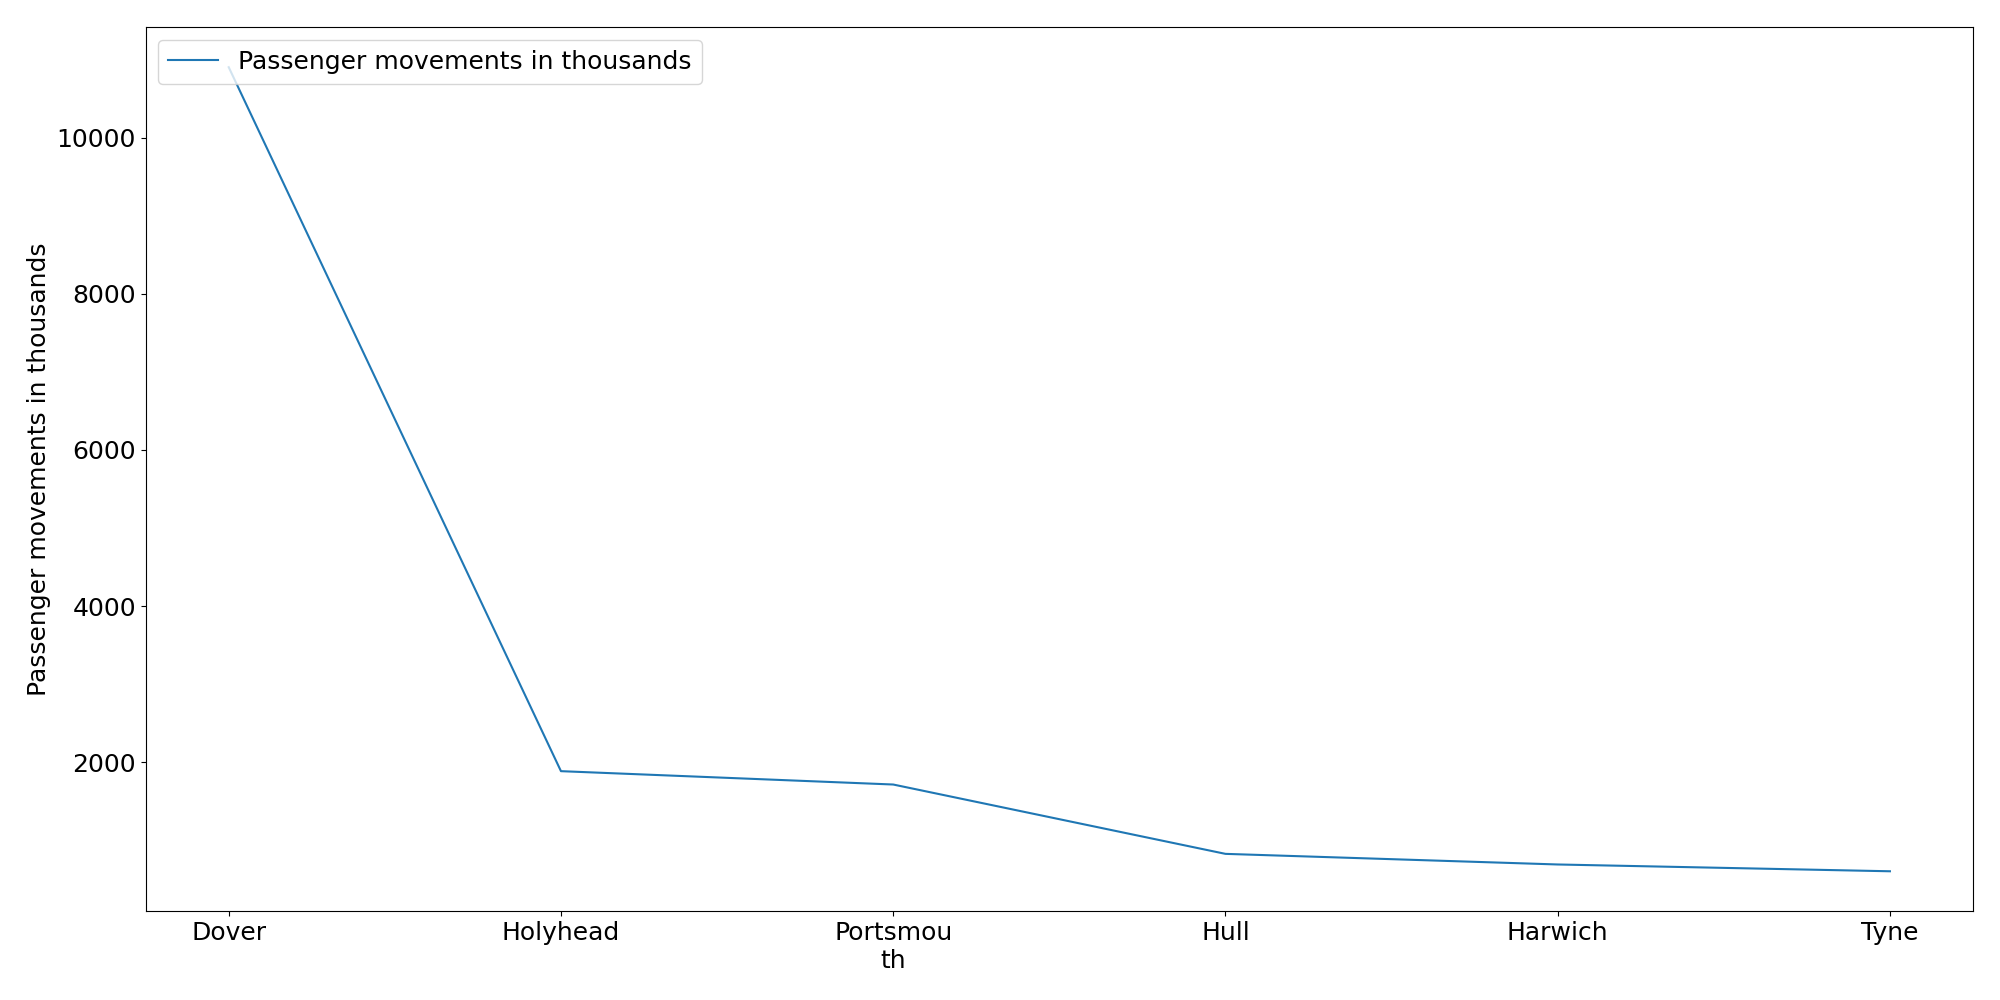 Passenger movements in thousands
Passenger movements in thousands
10000
8000
6000
4000
2000
Dover
Holyhead
Portsmou
th
Hull
Harwich
Tyne